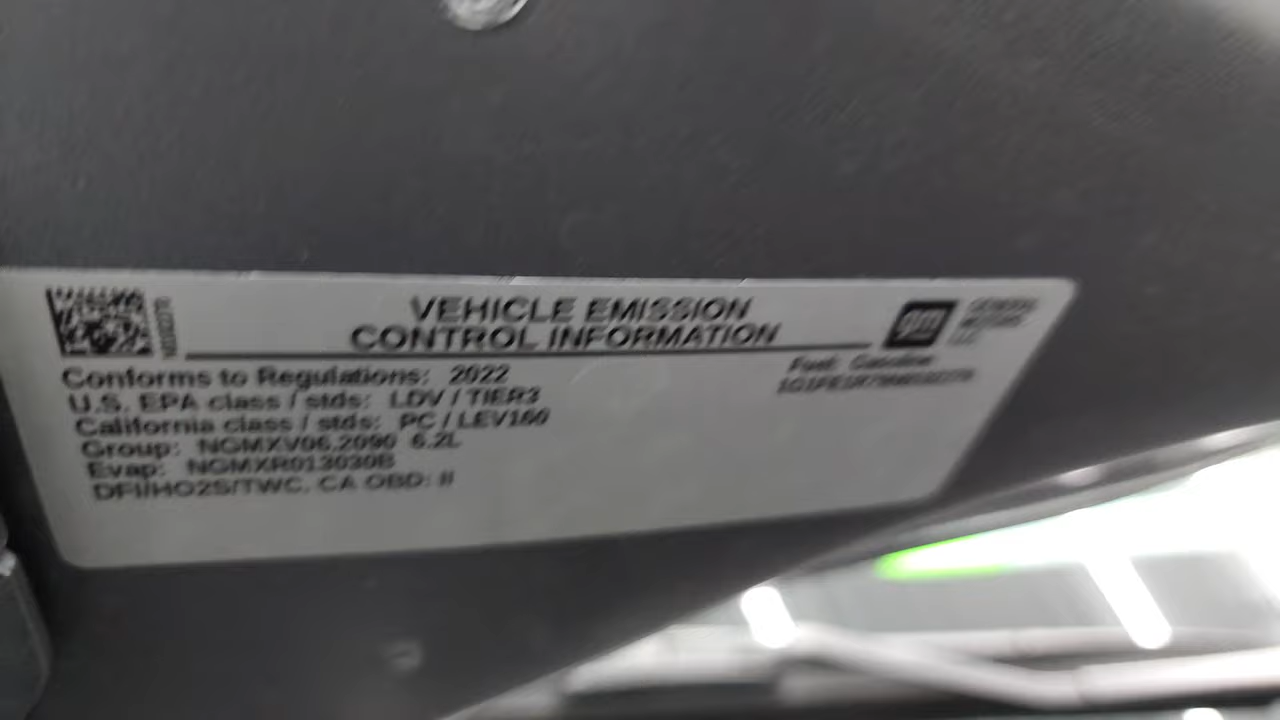 VEHICLE EMISSION
CONTROL INFORMATION
gm
Fuel: Gasoline
Conforms to Regulations: 2022
U.S. EPA class / stds: LDV / TIER3
California class / stds: PC / LEV160
Group: NGMXV06.2090 6.2L
Evap: NGMXR0130308
DFI/HO2S/TWC. CA OBD: II